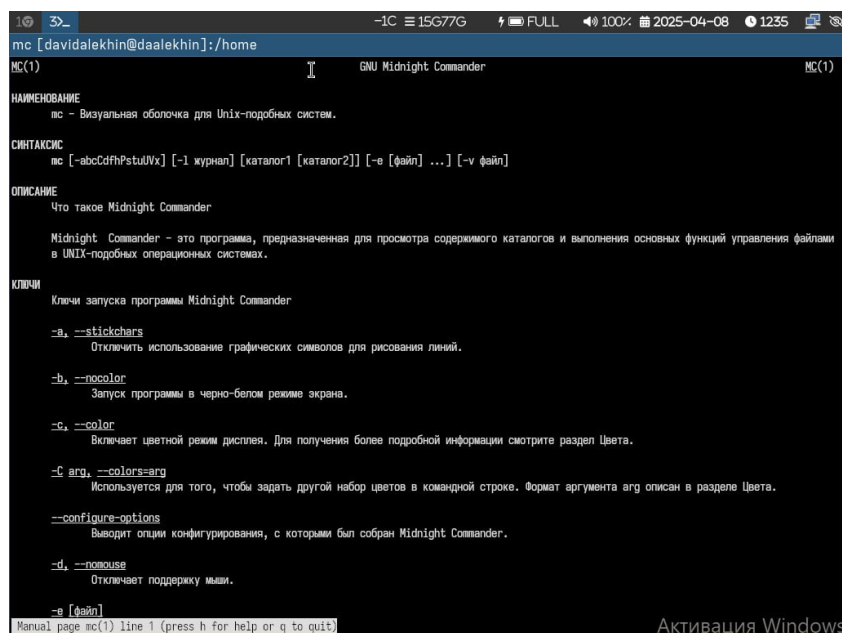 1 3 -1C 15G77G FULL 100% 2025-04-08 1235
mc [davidalekhin@daalekhin]:/home
MC(1) GNU Midnight Commander MC(1)
НАИМЕНОВАНИЕ
mc - Визуальная оболочка для Unix-подобных систем.
СИНТАКСИС
mc [-abcCdfhPstuUVx] [-l журнал] [каталог1 [каталог2]] [-e [файл] ...] [-v файл]
ОПИСАНИЕ
Что такое Midnight Commander
Midnight Commander - это программа, предназначенная для просмотра содержимого каталогов и выполнения основных функций управления файлами
в UNIX-подобных операционных системах.
КЛЮЧИ
Ключи запуска программы Midnight Commander
-a, --stickchars
Отключить использование графических символов для рисования линий.
-b, --nocolor
Запуск программы в черно-белом режиме экрана.
-c, --color
Включает цветной режим дисплея. Для получения более подробной информации смотрите раздел Цвета.
-C arg, --colors=arg
Используется для того, чтобы задать другой набор цветов в командной строке. Формат аргумента arg описан в разделе Цвета.
--configure-options
Выводит опции конфигурирования, с которыми был собран Midnight Commander.
-d, --nomouse
Отключает поддержку мыши.
-e [файл]
Manual page mc(1) line 1 (press h for help or q to quit)
Активация Windows